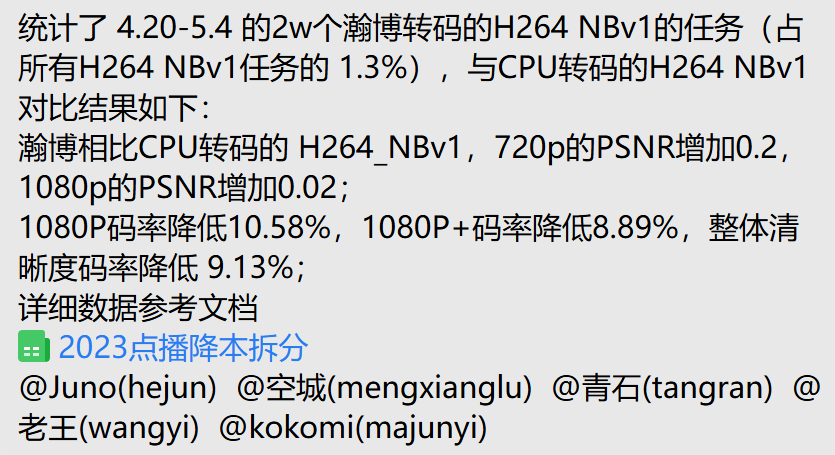 统计了 4.20-5.4 的2w个瀚博转码的H264 NBv1的任务（占
所有H264 NBv1任务的 1.3%），与CPU转码的H264 NBv1
对比结果如下：
瀚博相比CPU转码的 H264_NBv1，720p的PSNR增加0.2，
1080p的PSNR增加0.02；
1080P码率降低10.58%，1080P+码率降低8.89%，整体清
晰度码率降低 9.13%；
详细数据参考文档
2023点播降本拆分
@Juno(hejun) @空城(mengxianglu) @青石(tangran) @
老王(wangyi) @kokomi(majunyi)